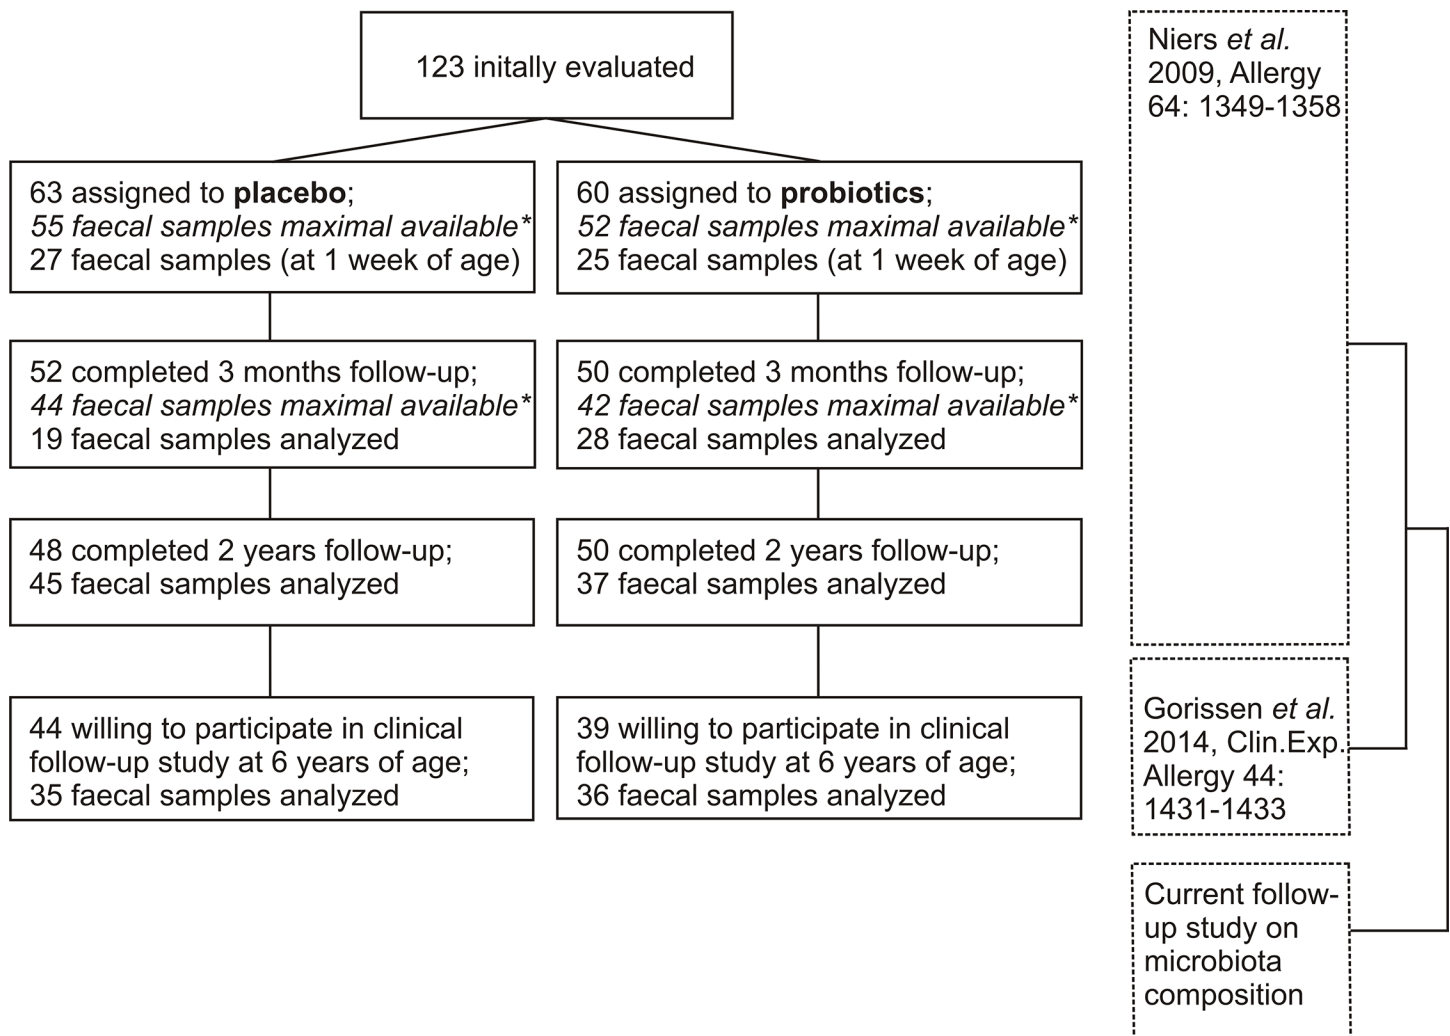 123 initally evaluated
63 assigned to placebo;
55 faecal samples maximal available*
27 faecal samples (at 1 week of age)
60 assigned to probiotics;
52 faecal samples maximal available*
25 faecal samples (at 1 week of age)
52 completed 3 months follow-up;
44 faecal samples maximal available*
19 faecal samples analyzed
50 completed 3 months follow-up;
42 faecal samples maximal available*
28 faecal samples analyzed
48 completed 2 years follow-up;
45 faecal samples analyzed
50 completed 2 years follow-up;
37 faecal samples analyzed
44 willing to participate in clinical
follow-up study at 6 years of age;
35 faecal samples analyzed
39 willing to participate in clinical
follow-up study at 6 years of age;
36 faecal samples analyzed
Niers et al.
2009, Allergy
64: 1349-1358
Gorissen et al.
2014, Clin.Exp.
Allergy 44:
1431-1433
Current follow-
up study on
microbiota
composition